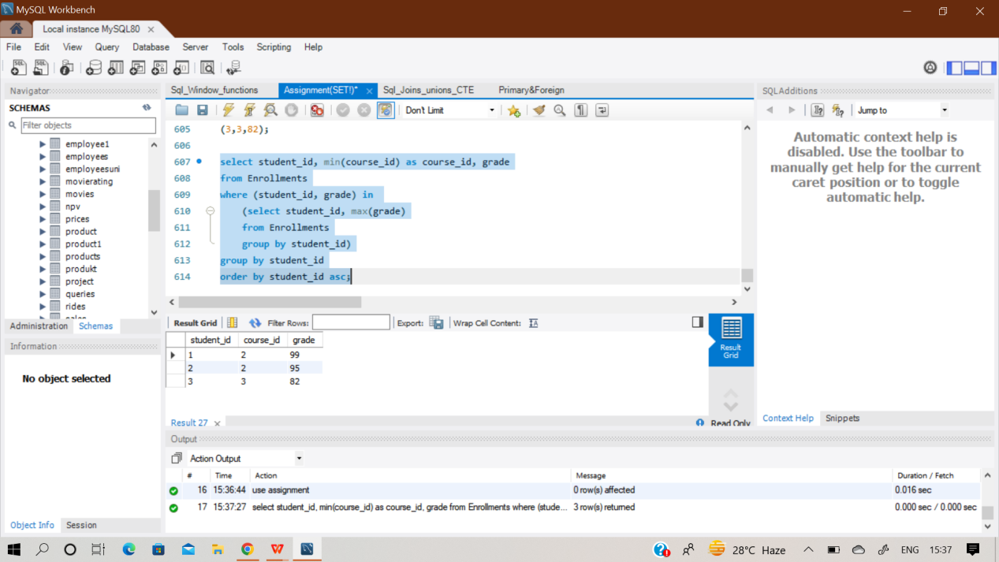 MySQL Workbench
Local instance MySQL80
File Edit View Query Database Server Tools Scripting Help
Navigator
SCHEMAS
Filter objects
employee1
employees
employeesuni
movierating
movies
npv
prices
product
product1
products
produkt
project
queries
rides
Administration Schemas
Information
No object selected
Object Info Session
Sql_Window_functions Assignment(SET!)* Sql_Joins_unions_CTE Primary&Foreign
Don't Limit
605 (3,3,82);
606
607 select student_id, min(course_id) as course_id, grade
608 from Enrollments
609 where (student_id, grade) in
610 (select student_id, max(grade)
611 from Enrollments
612 group by student_id)
613 group by student_id
614 order by student_id asc;
Result Grid Filter Rows: Export: Wrap Cell Content:
student_id course_id grade
1 2 99
2 2 95
3 3 82
Result Grid
Result 27 Read Only
Output
Action Output
# Time Action Message Duration / Fetch
16 15:36:44 use assignment 0 row(s) affected 0.016 sec
17 15:37:27 select student_id, min(course_id) as course_id, grade from Enrollments where (stude... 3 row(s) returned 0.000 sec / 0.000 sec
SQLAdditions
Jump to
Automatic context help is
disabled. Use the toolbar to
manually get help for the current
caret position or to toggle
automatic help.
Context Help Snippets
28°C Haze ENG 15:37